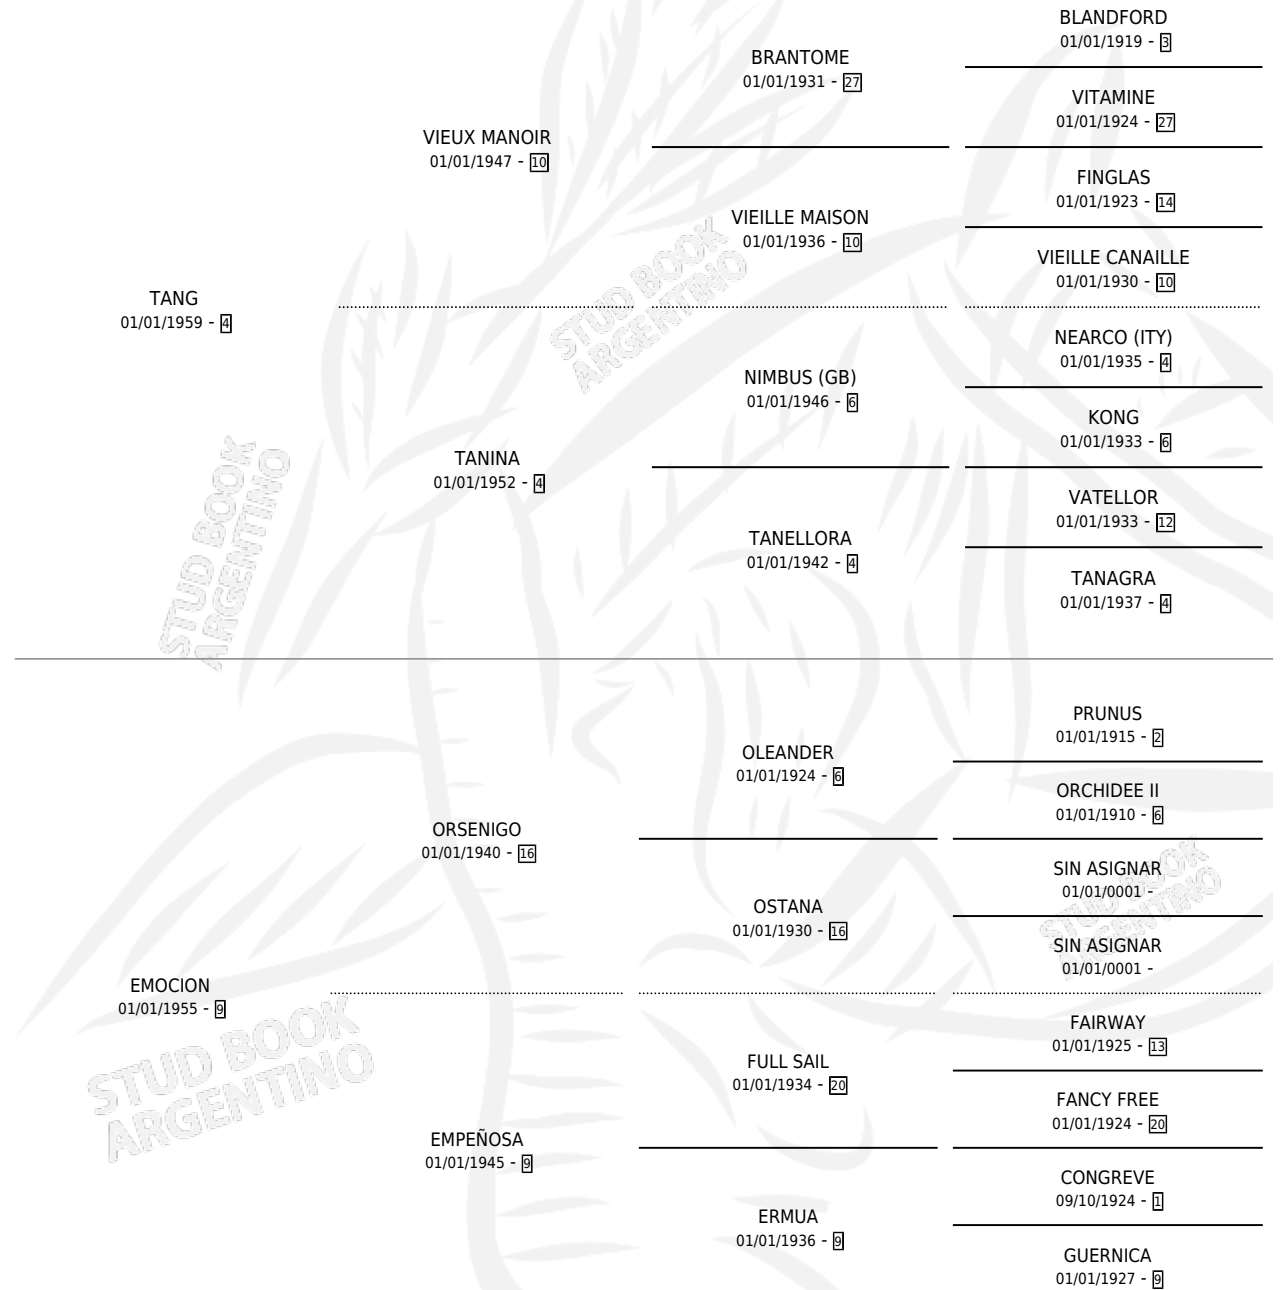 BLANDFORD
01/01/1919 - 3
BRANTOME
01/01/1931 - 27
VITAMINE
01/01/1924 - 27
VIEUX MANOIR
01/01/1947 - 10
FINGLAS
01/01/1923 - 14
VIEILLE MAISON
01/01/1936 - 10
VIEILLE CANAILLE
01/01/1930 - 10
TANG
01/01/1959 - 4
STUD BOOK
ARGENTINO
NEARCO (ITY)
01/01/1935 - 4
NIMBUS (GB)
01/01/1946 - 6
KONG
01/01/1933 - 6
TANINA
01/01/1952 - 4
VATELLOR
01/01/1933 - 12
TANELLORA
01/01/1942 - 4
TANAGRA
01/01/1937 - 4
STUD BOOK
ARGENTINO
PRUNUS
01/01/1915 - 2
OLEANDER
01/01/1924 - 6
ORCHIDEE II
01/01/1910 - 6
ORSENIGO
01/01/1940 - 16
SIN ASIGNAR
01/01/0001 -
OSTANA
01/01/1930 - 16
SIN ASIGNAR
01/01/0001 -
STUD BOOK
ARGENTINO
EMOCION
01/01/1955 - 9
FAIRWAY
01/01/1925 - 13
FULL SAIL
01/01/1934 - 20
FANCY FREE
01/01/1924 - 20
STUD BOOK
ARGENTINO
EMPEÑOSA
01/01/1945 - 9
CONGREVE
09/10/1924 - 1
ERMUA
01/01/1936 - 9
GUERNICA
01/01/1927 - 9